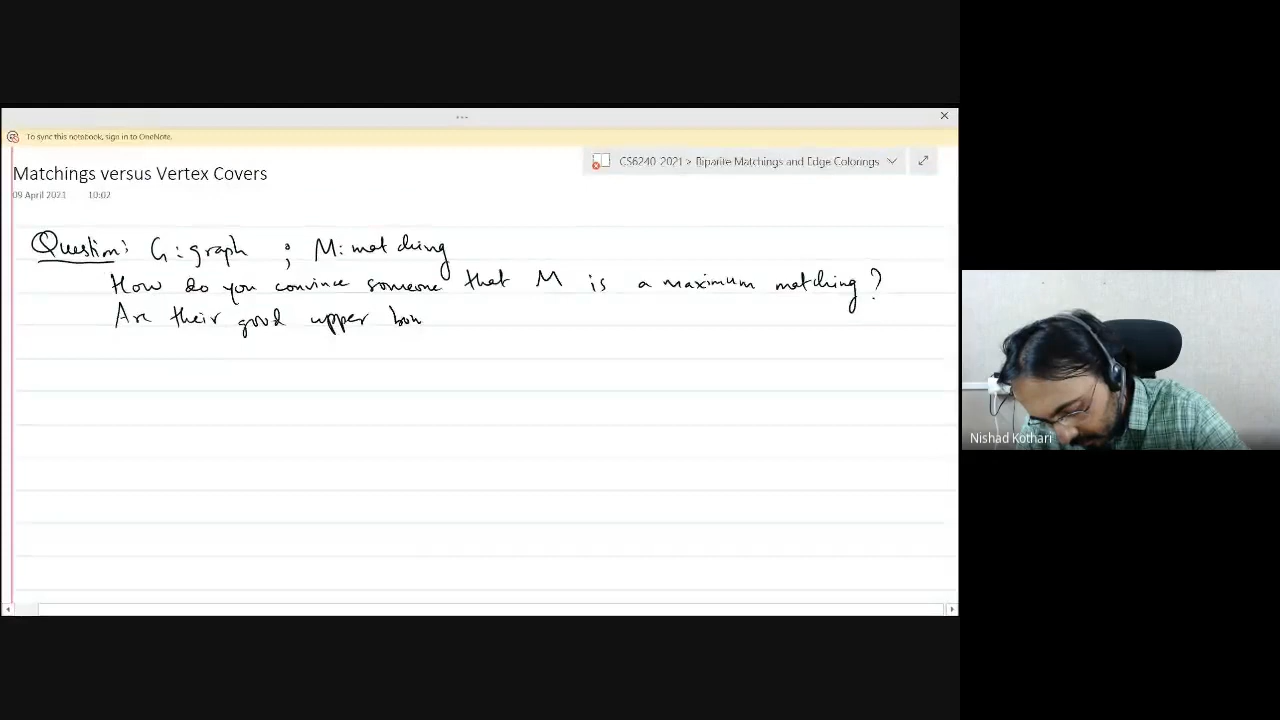 To sync this notebook, sign in to OneNote.
CS6240-2021 > Biparite Matchings and Edge Colorings
Matchings versus Vertex Covers
09 April 2021 10:02
Question: G: graph ; M: matching
How do you convince someone that M is a maximum matching?
Are their good upper boun
Nishad Kothari